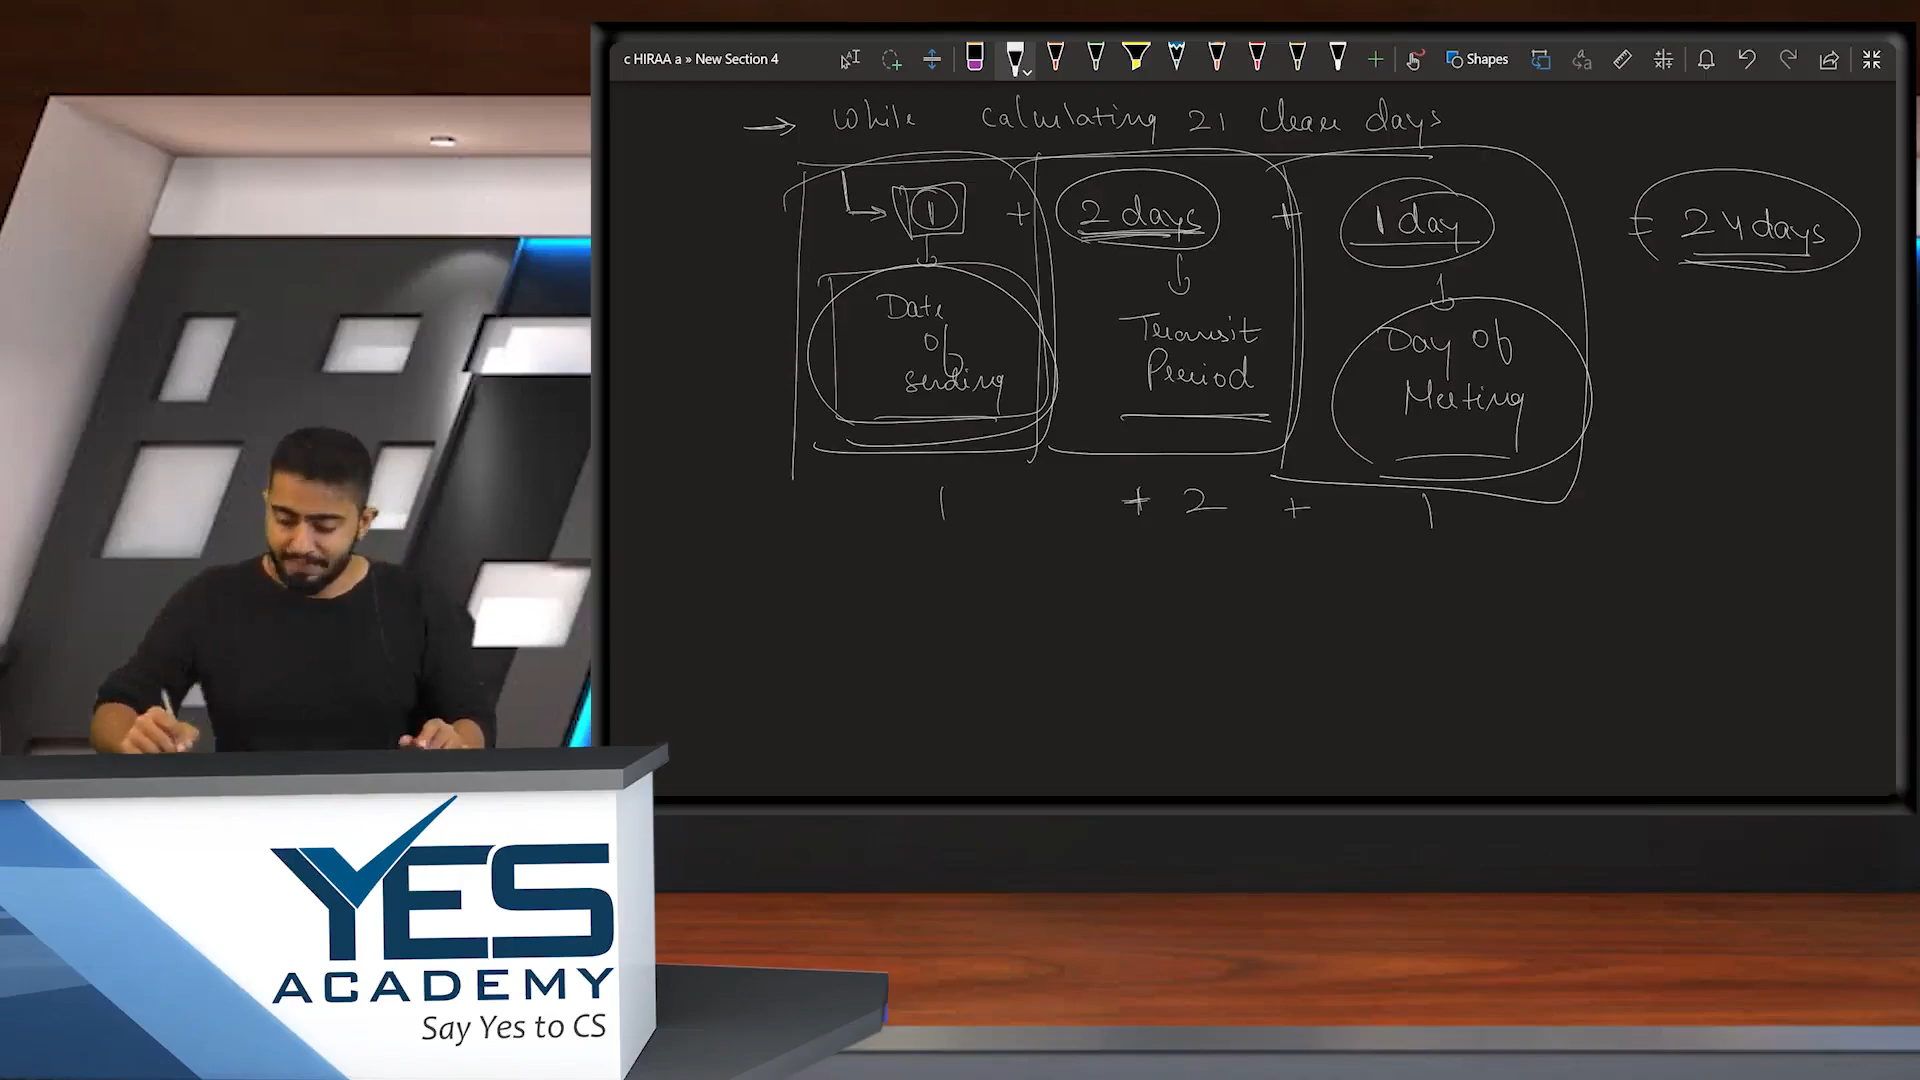 c HIRAA a » New Section 4
Shapes
→ While calculating 21 clear days
1 + 2 days + 1 day = 24 days
Date of sending
Transit Period
Day of Meeting
1 + 2 + 1
YES
ACADEMY
Say Yes to CS